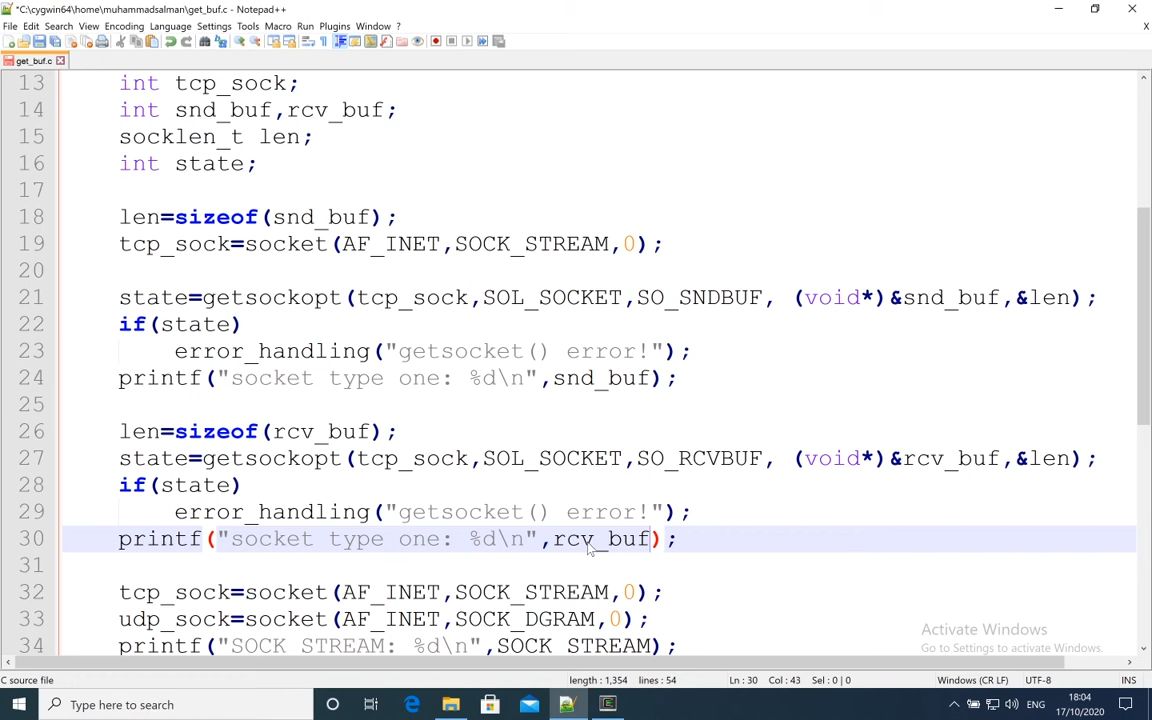 *C:\cygwin64\home\muhammadsalman\get_buf.c - Notepad++
File Edit Search View Encoding Language Settings Tools Macro Run Plugins Window ? X
get_buf.c
13 int tcp_sock;
14 int snd_buf,rcv_buf;
15 socklen_t len;
16 int state;
17
18 len=sizeof(snd_buf);
19 tcp_sock=socket(AF_INET,SOCK_STREAM,0);
20
21 state=getsockopt(tcp_sock,SOL_SOCKET,SO_SNDBUF, (void*)&snd_buf,&len);
22 if(state)
23 error_handling("getsocket() error!");
24 printf("socket type one: %d\n",snd_buf);
25
26 len=sizeof(rcv_buf);
27 state=getsockopt(tcp_sock,SOL_SOCKET,SO_RCVBUF, (void*)&rcv_buf,&len);
28 if(state)
29 error_handling("getsocket() error!");
30 printf("socket type one: %d\n",rcv_buf);
31
32 tcp_sock=socket(AF_INET,SOCK_STREAM,0);
33 udp_sock=socket(AF_INET,SOCK_DGRAM,0);
34 printf("SOCK_STREAM: %d\n",SOCK_STREAM);
Activate Windows
Go to Settings to activate Windows.
C source file length : 1,354 lines : 54 Ln : 30 Col : 43 Sel : 0 | 0 Windows (CR LF) UTF-8 INS
Type here to search
ENG
18:04
17/10/2020